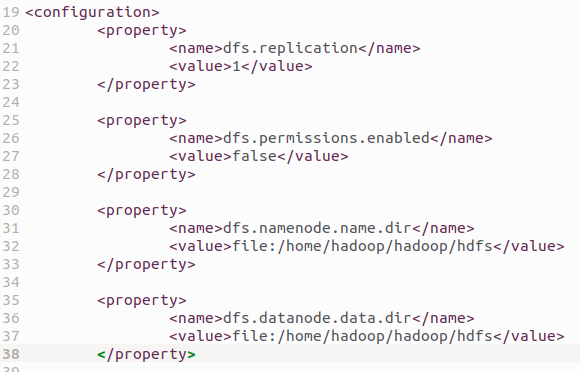 19 <configuration>
20         <property>
21                 <name>dfs.replication</name>
22                 <value>1</value>
23         </property>
24
25         <property>
26                 <name>dfs.permissions.enabled</name>
27                 <value>false</value>
28         </property>
29
30         <property>
31                 <name>dfs.namenode.name.dir</name>
32                 <value>file:/home/hadoop/hadoop/hdfs</value>
33         </property>
34
35         <property>
36                 <name>dfs.datanode.data.dir</name>
37                 <value>file:/home/hadoop/hadoop/hdfs</value>
38         </property>
39